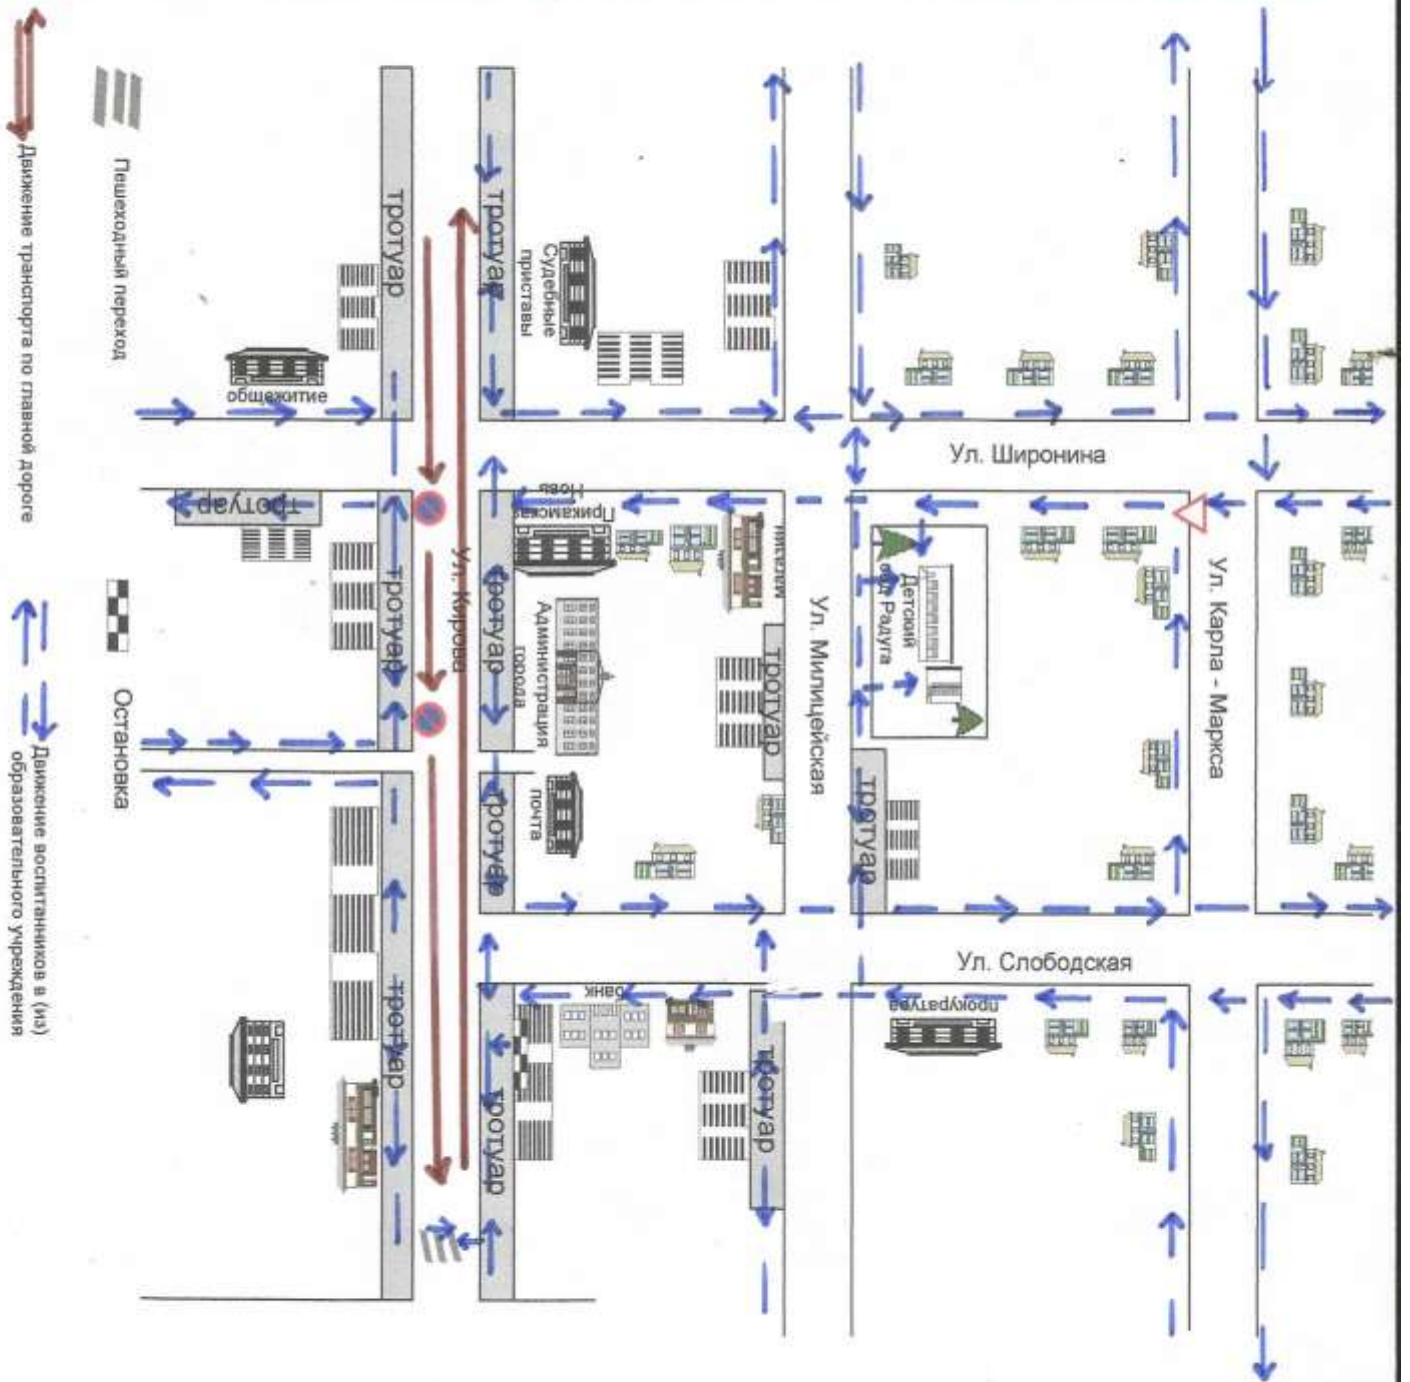 Ул. Широнина
Ул. Слободская
Ул. Карла - Маркса
Ул. Милицейская
Ул. Кирова
тротуар
тротуар
Судебные
приставы
общежитие
тротуар
тротуар
тротуар
Прикамская
Новь
Администрация
города
тротуар
Детский
сад Радуга
почта
тротуар
тротуар
банк
прокуратура
тротуар
тротуар
тротуар
Движение транспорта по главной дороге
Пешеходный переход
Остановка
Движение воспитанников в (из)
образовательного учреждения